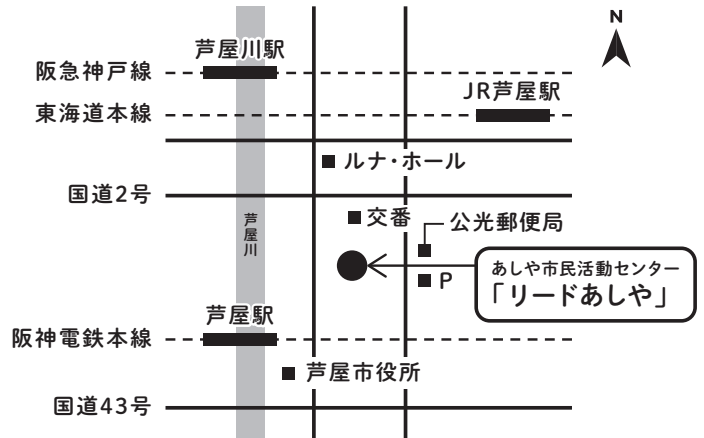 N
芦屋川駅
阪急神戸線
JR芦屋駅
東海道本線
ルナ・ホール
国道2号
交番
公光郵便局
芦屋川
あしや市民活動センター
「リードあしや」
P
芦屋駅
阪神電鉄本線
芦屋市役所
国道43号